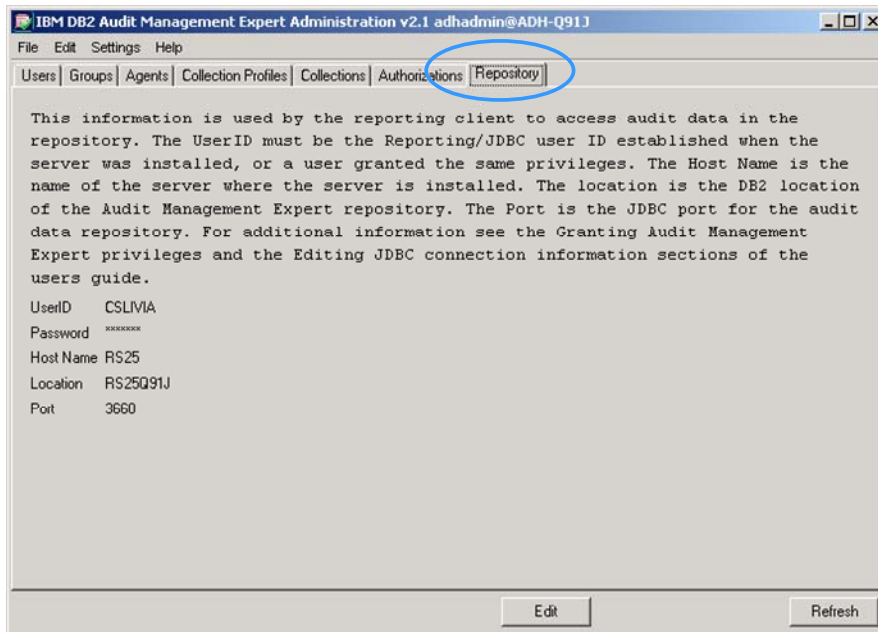 IBM DB2 Audit Management Expert Administration v2.1 adhadmin@ADH-Q91J
File Edit Settings Help
Users Groups Agents Collection Profiles Collections Authorizations Repository
This information is used by the reporting client to access audit data in the
repository. The UserID must be the Reporting/JDBC user ID established when the
server was installed, or a user granted the same privileges. The Host Name is the
name of the server where the server is installed. The location is the DB2 location
of the Audit Management Expert repository. The Port is the JDBC port for the audit
data repository. For additional information see the Granting Audit Management
Expert privileges and the Editing JDBC connection information sections of the
users guide.
UserID CSLIVIA
Password *******
Host Name RS25
Location RS25Q91J
Port 3660
Edit Refresh